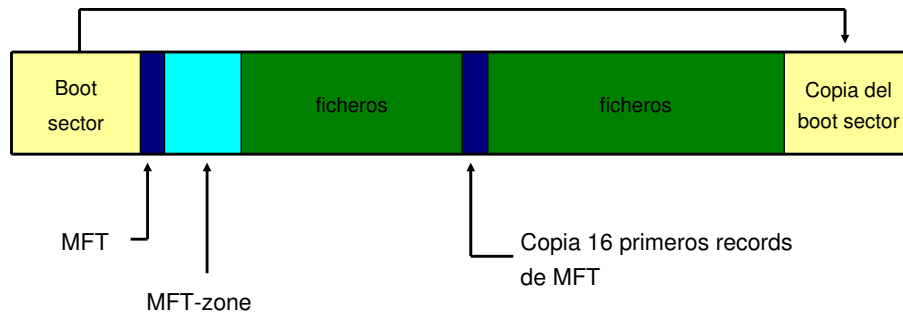 Boot
sector
ficheros
ficheros
Copia del
boot sector
MFT
MFT-zone
Copia 16 primeros records
de MFT